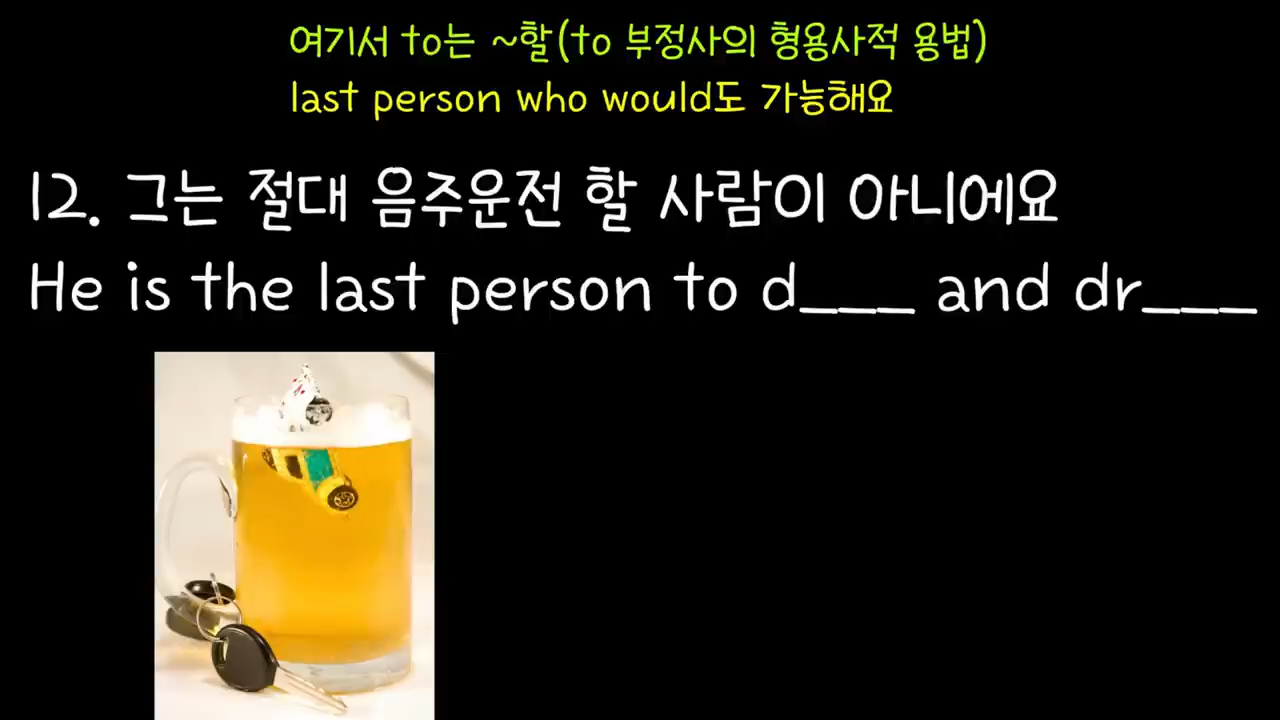 여기서 to는 ~할(to 부정사의 형용사적 용법)
last person who would도 가능해요
12. 그는 절대 음주운전 할 사람이 아니에요
He is the last person to d___ and dr___